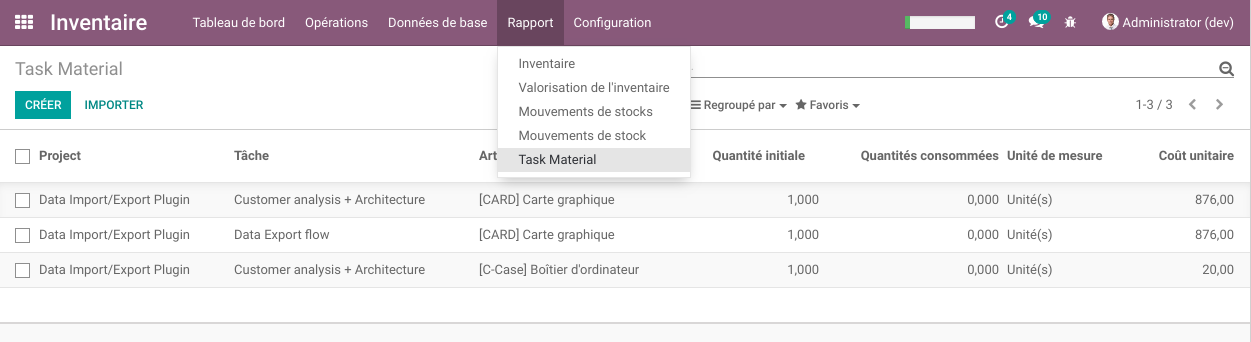 Inventaire Tableau de bord Opérations Données de base Rapport Configuration 4 10 Administrator (dev)
Task Material
Inventaire
Valorisation de l'inventaire
Mouvements de stocks
Mouvements de stock
Task Material
CRÉER IMPORTER Regroupé par Favoris 1-3 / 3
Project Tâche Art Quantité initiale Quantités consommées Unité de mesure Coût unitaire
Data Import/Export Plugin Customer analysis + Architecture [CARD] Carte graphique 1,000 0,000 Unité(s) 876,00
Data Import/Export Plugin Data Export flow [CARD] Carte graphique 1,000 0,000 Unité(s) 876,00
Data Import/Export Plugin Customer analysis + Architecture [C-Case] Boîtier d'ordinateur 1,000 0,000 Unité(s) 20,00